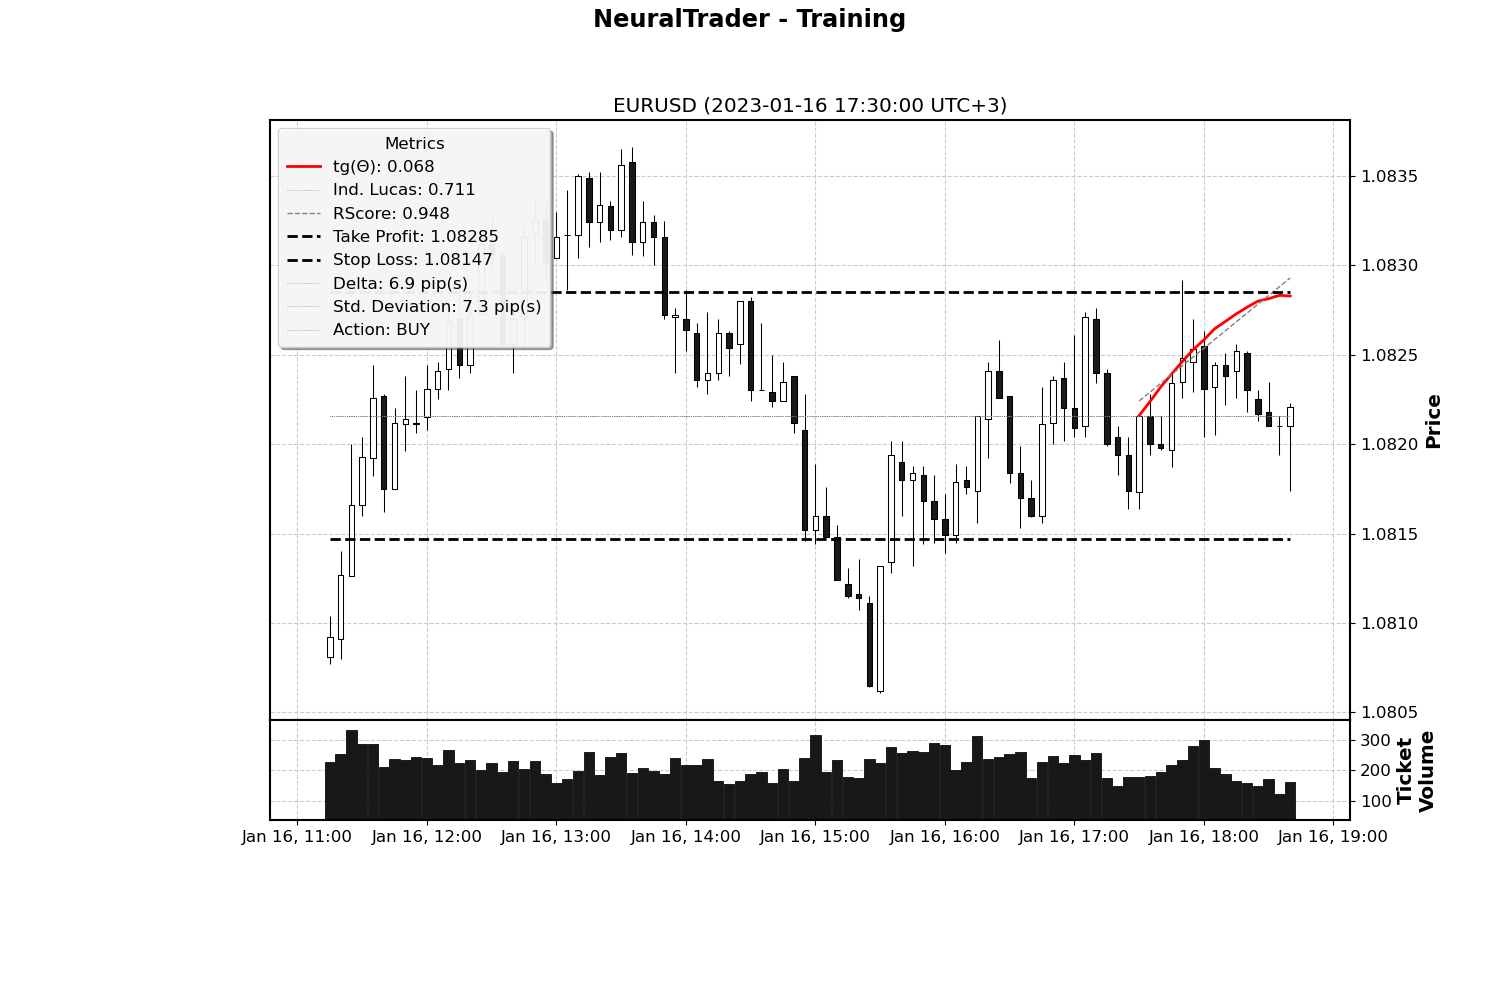 NeuralTrader - Training
EURUSD (2023-01-16 17:30:00 UTC+3)
Metrics
tg(Θ): 0.068
Ind. Lucas: 0.711
RScore: 0.948
Take Profit: 1.08285
Stop Loss: 1.08147
Delta: 6.9 pip(s)
Std. Deviation: 7.3 pip(s)
Action: BUY
1.0835
1.0830
1.0825
1.0820
1.0815
1.0810
1.0805
Price
300
200
100
Ticket
Volume
Jan 16, 11:00
Jan 16, 12:00
Jan 16, 13:00
Jan 16, 14:00
Jan 16, 15:00
Jan 16, 16:00
Jan 16, 17:00
Jan 16, 18:00
Jan 16, 19:00